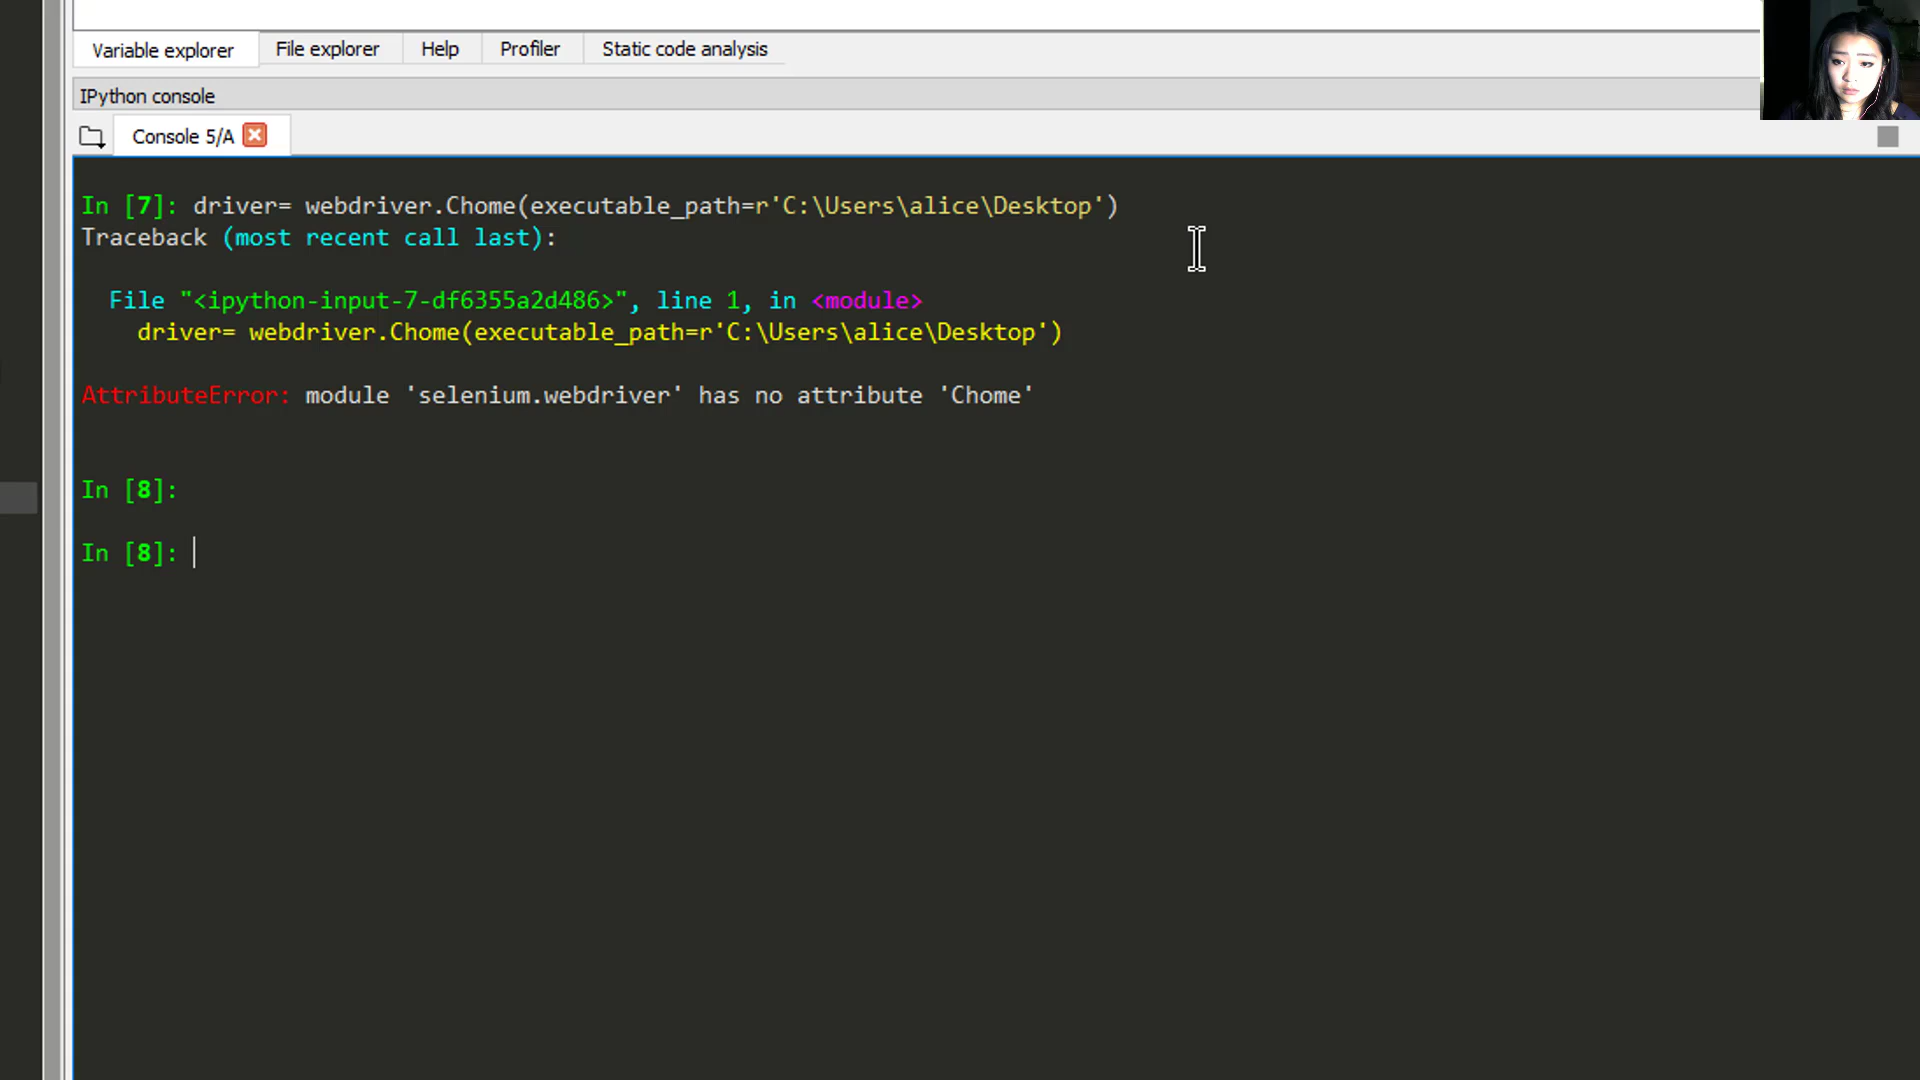 Variable explorer File explorer Help Profiler Static code analysis
IPython console
Console 5/A
In [7]: driver= webdriver.Chome(executable_path=r'C:\Users\alice\Desktop')
Traceback (most recent call last):
File "<ipython-input-7-df6355a2d486>", line 1, in <module>
driver= webdriver.Chome(executable_path=r'C:\Users\alice\Desktop')
AttributeError: module 'selenium.webdriver' has no attribute 'Chome'
In [8]:
In [8]: